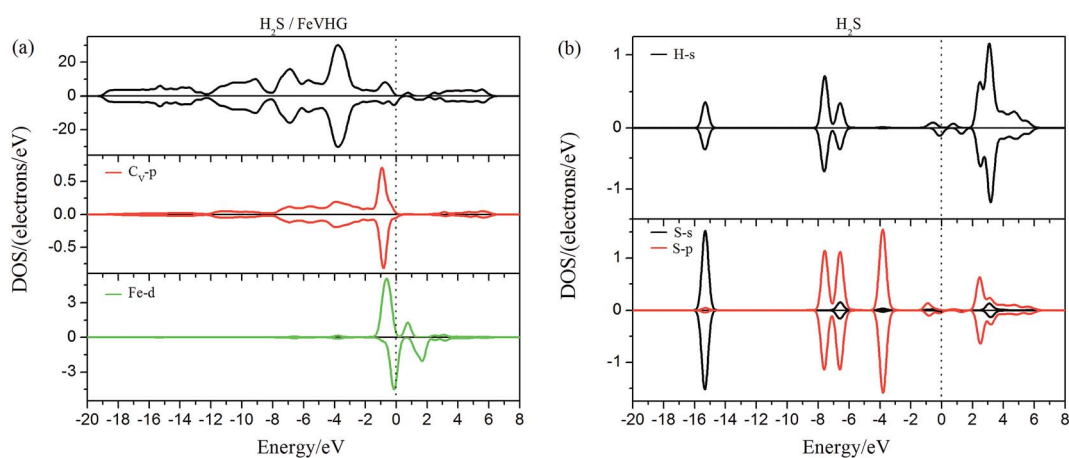 (a)
H₂S / FeVHG
20
10
0
-10
-30
0.5
0.0
-0.5
Cᵥ-p
3
0
-3
Fe-d
DOS/(electrons/eV)
-20 -18 -16 -14 -12 -10 -8 -6 -4 -2 0 2 4 6 8
Energy/eV
(b)
H₂S
1
0
-1
H-s
1
0
-1
S-s
S-p
DOS/(electrons/eV)
-20 -18 -16 -14 -12 -10 -8 -6 -4 -2 0 2 4 6 8
Energy/eV